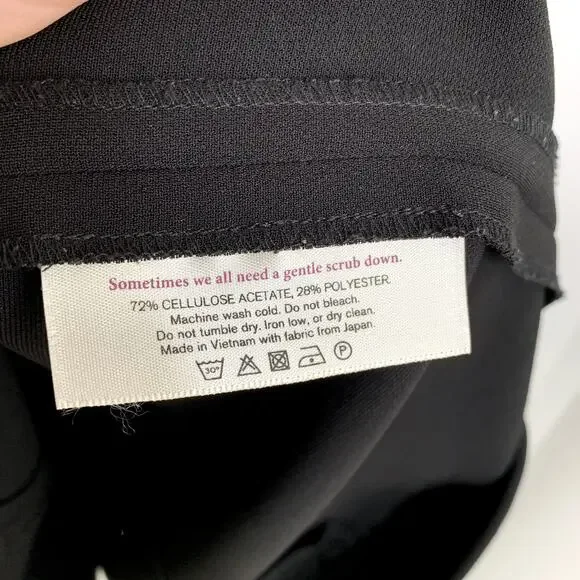 Sometimes we all need a gentle scrub down.
72% CELLULOSE ACETATE, 28% POLYESTER.
Machine wash cold. Do not bleach.
Do not tumble dry. Iron low, or dry clean.
Made in Vietnam with fabric from Japan.
30° P